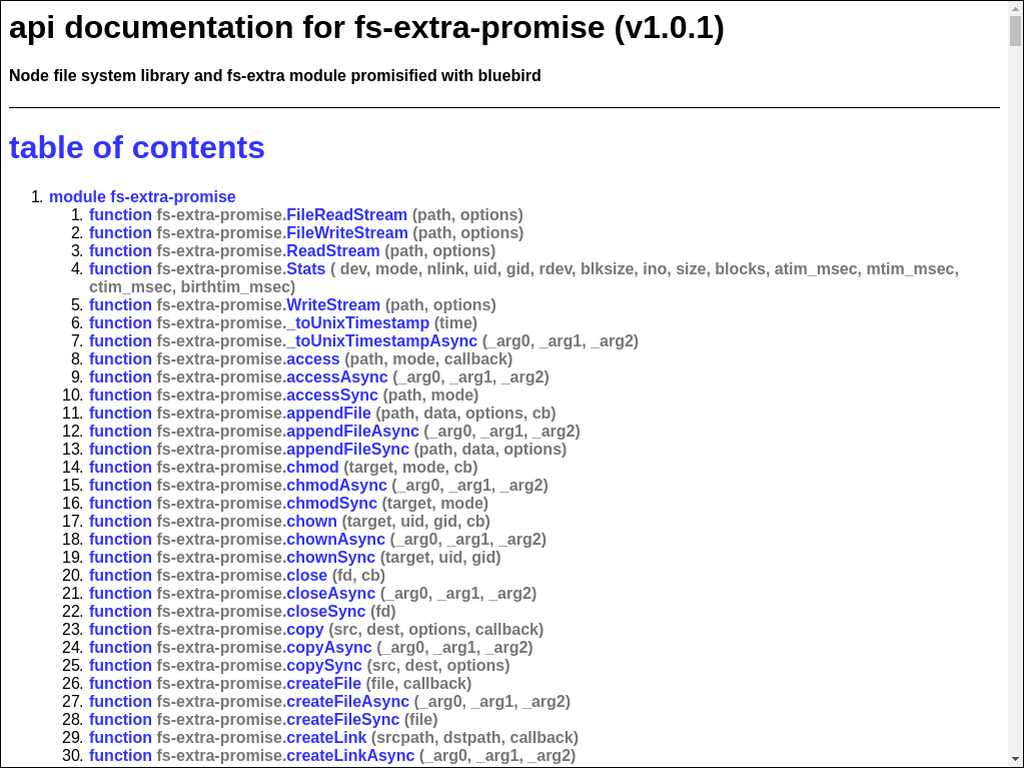 api documentation for fs-extra-promise (v1.0.1)
Node file system library and fs-extra module promisified with bluebird
table of contents
1. module fs-extra-promise
1. function fs-extra-promise.FileReadStream (path, options)
2. function fs-extra-promise.FileWriteStream (path, options)
3. function fs-extra-promise.ReadStream (path, options)
4. function fs-extra-promise.Stats ( dev, mode, nlink, uid, gid, rdev, blksize, ino, size, blocks, atim_msec, mtim_msec,
ctim_msec, birthtim_msec)
5. function fs-extra-promise.WriteStream (path, options)
6. function fs-extra-promise._toUnixTimestamp (time)
7. function fs-extra-promise._toUnixTimestampAsync (_arg0, _arg1, _arg2)
8. function fs-extra-promise.access (path, mode, callback)
9. function fs-extra-promise.accessAsync (_arg0, _arg1, _arg2)
10. function fs-extra-promise.accessSync (path, mode)
11. function fs-extra-promise.appendFile (path, data, options, cb)
12. function fs-extra-promise.appendFileAsync (_arg0, _arg1, _arg2)
13. function fs-extra-promise.appendFileSync (path, data, options)
14. function fs-extra-promise.chmod (target, mode, cb)
15. function fs-extra-promise.chmodAsync (_arg0, _arg1, _arg2)
16. function fs-extra-promise.chmodSync (target, mode)
17. function fs-extra-promise.chown (target, uid, gid, cb)
18. function fs-extra-promise.chownAsync (_arg0, _arg1, _arg2)
19. function fs-extra-promise.chownSync (target, uid, gid)
20. function fs-extra-promise.close (fd, cb)
21. function fs-extra-promise.closeAsync (_arg0, _arg1, _arg2)
22. function fs-extra-promise.closeSync (fd)
23. function fs-extra-promise.copy (src, dest, options, callback)
24. function fs-extra-promise.copyAsync (_arg0, _arg1, _arg2)
25. function fs-extra-promise.copySync (src, dest, options)
26. function fs-extra-promise.createFile (file, callback)
27. function fs-extra-promise.createFileAsync (_arg0, _arg1, _arg2)
28. function fs-extra-promise.createFileSync (file)
29. function fs-extra-promise.createLink (srcpath, dstpath, callback)
30. function fs-extra-promise.createLinkAsync (_arg0, _arg1, _arg2)